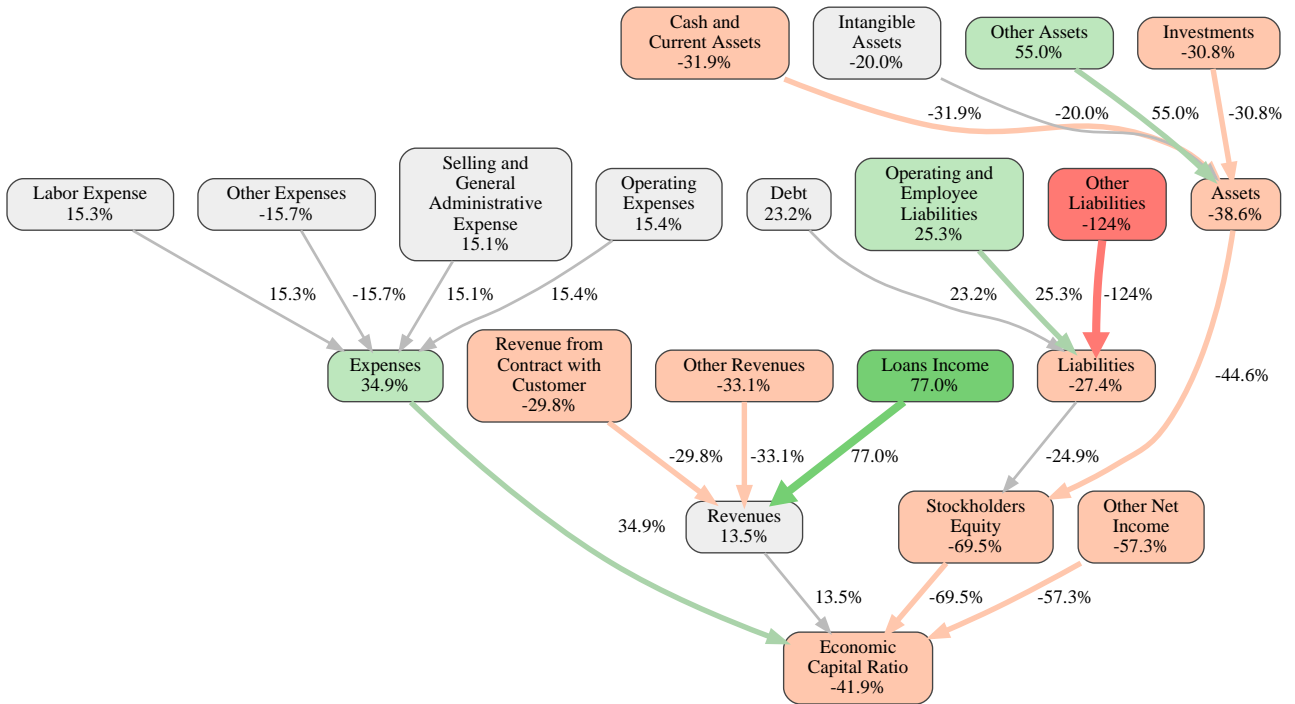 Cash and
Current Assets
-31.9%
Intangible
Assets
-20.0%
Other Assets
55.0%
Investments
-30.8%
-31.9%
-20.0%
55.0%
-30.8%
Labor Expense
15.3%
Other Expenses
-15.7%
Selling and
General
Administrative
Expense
15.1%
Operating
Expenses
15.4%
Debt
23.2%
Operating and
Employee
Liabilities
25.3%
Other
Liabilities
-124%
Assets
-38.6%
15.3%
-15.7%
15.1%
15.4%
23.2%
25.3%
-124%
Expenses
34.9%
Revenue from
Contract with
Customer
-29.8%
Other Revenues
-33.1%
Loans Income
77.0%
Liabilities
-27.4%
-44.6%
-29.8%
-33.1%
77.0%
-24.9%
34.9%
Revenues
13.5%
Stockholders
Equity
-69.5%
Other Net
Income
-57.3%
13.5%
-69.5%
-57.3%
Economic
Capital Ratio
-41.9%